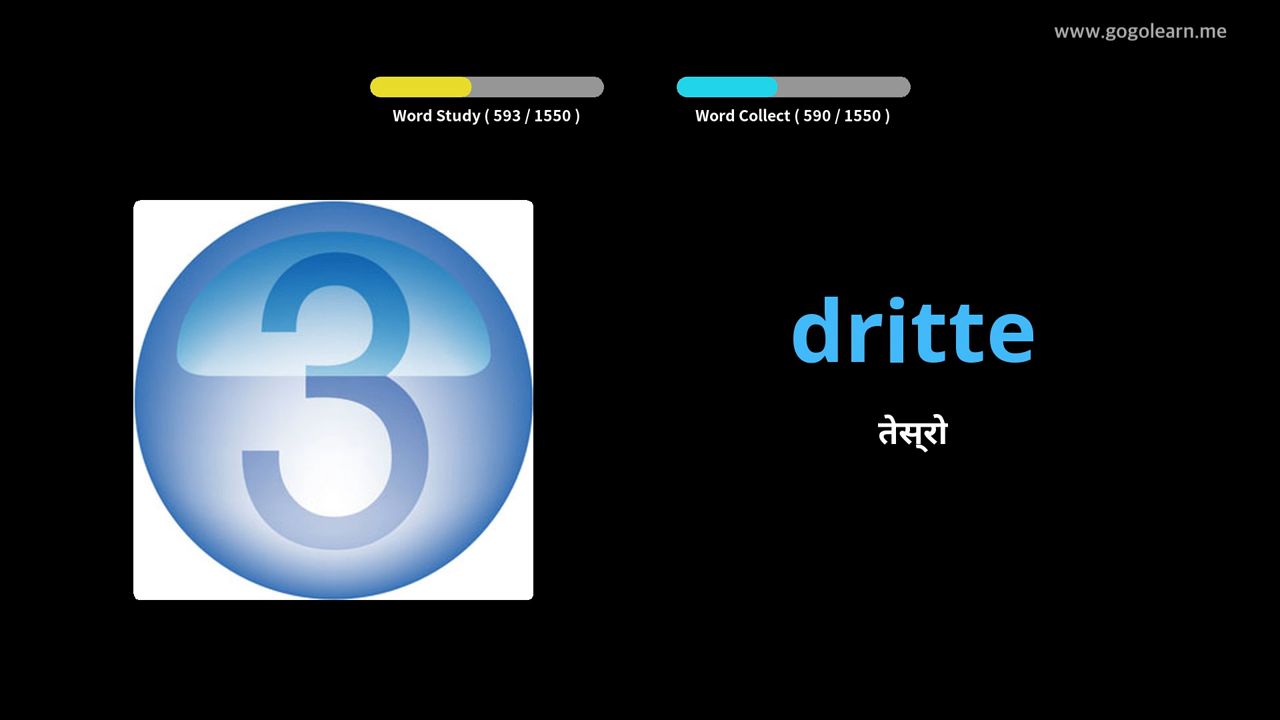 www.gogolearn.me
Word Study ( 593 / 1550 )
Word Collect ( 590 / 1550 )
3
dritte
तेस्रो